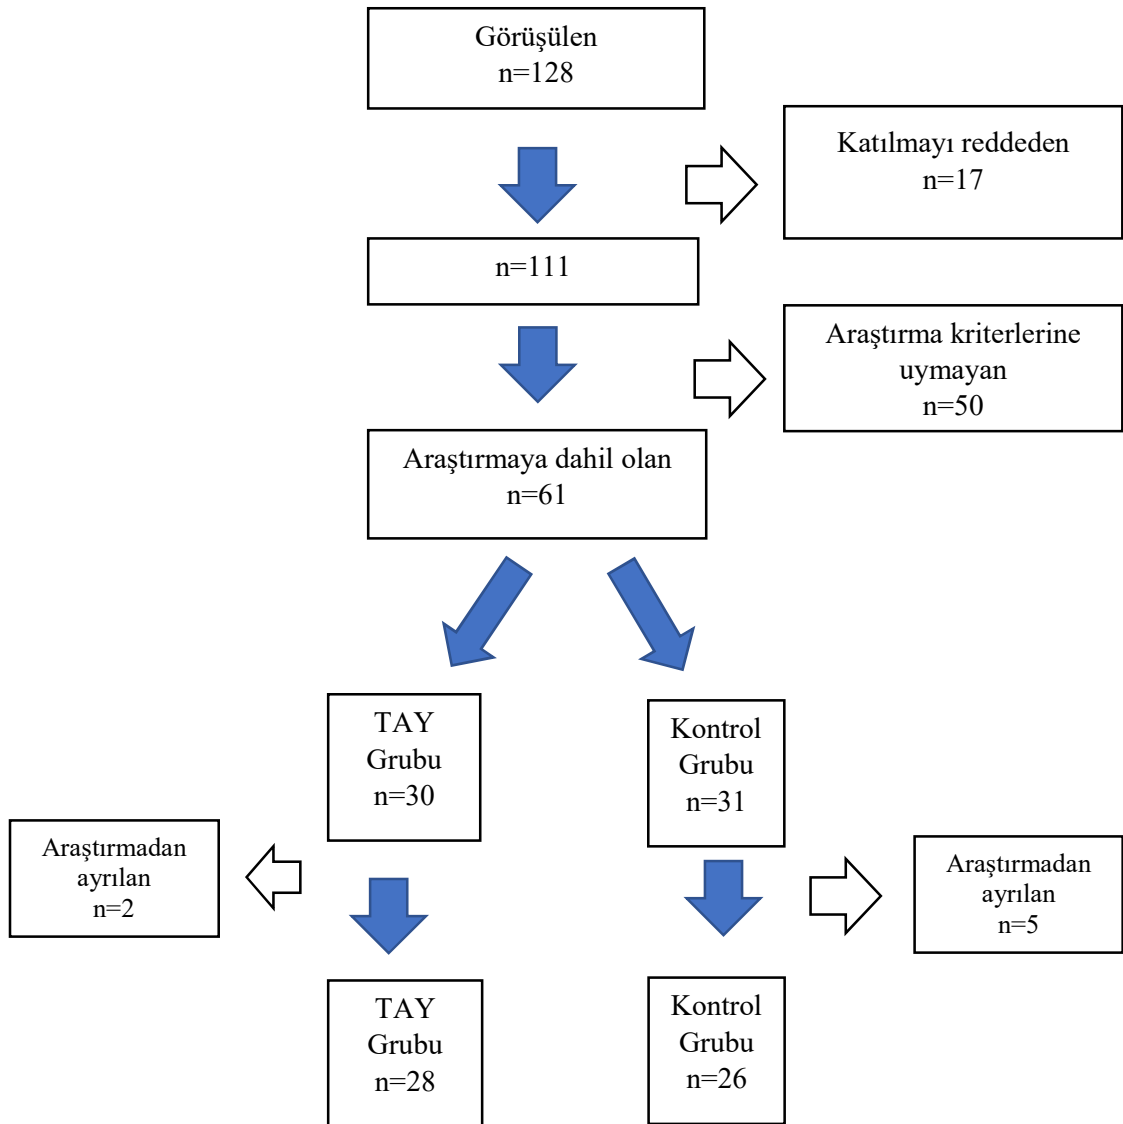 Görüşülen
n=128
Katılmayı reddeden
n=17
n=111
Araştırma kriterlerine
uymayan
n=50
Araştırmaya dahil olan
n=61
TAY
Grubu
n=30
Kontrol
Grubu
n=31
Araştırmadan
ayrılan
n=2
Araştırmadan
ayrılan
n=5
TAY
Grubu
n=28
Kontrol
Grubu
n=26